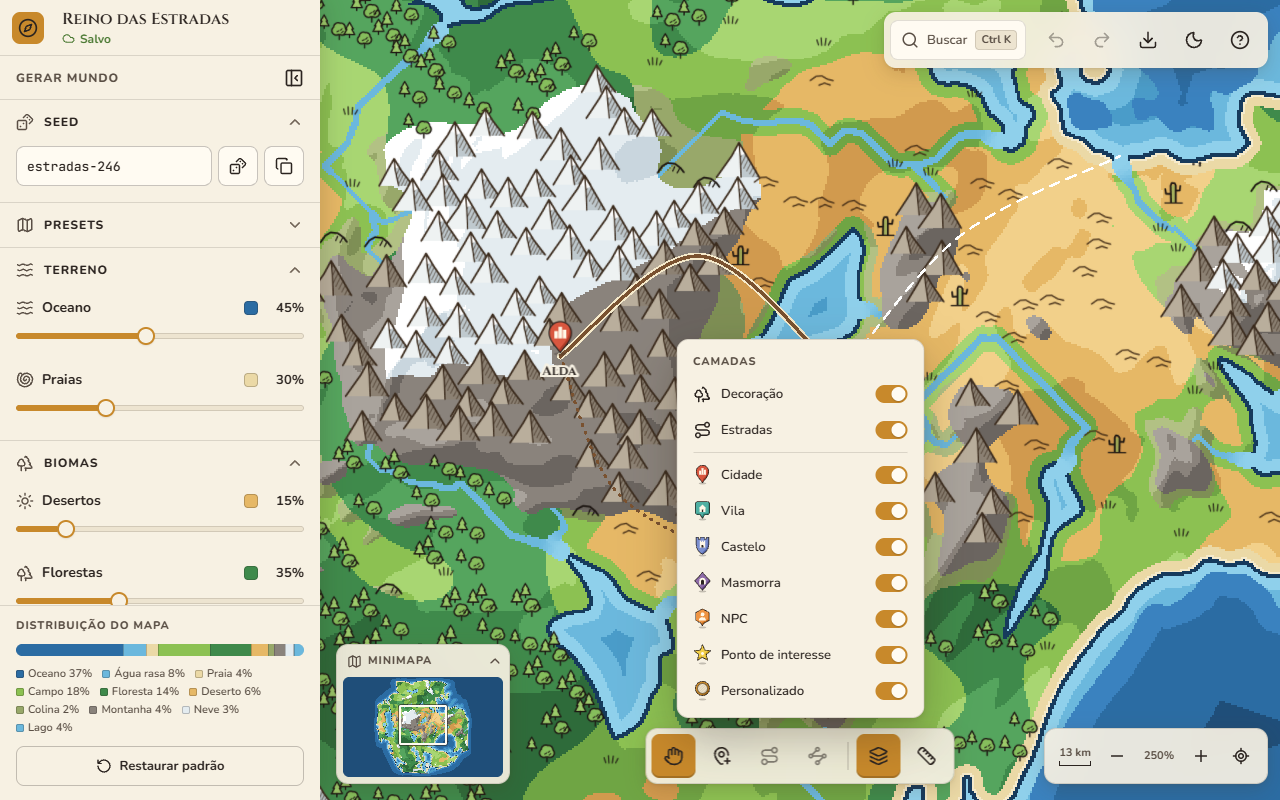 REINO DAS ESTRADAS
Salvo
GERAR MUNDO
SEED
estradas-246
PRESETS
TERRENO
Oceano 45%
Praias 30%
BIOMAS
Desertos 15%
Florestas 35%
DISTRIBUIÇÃO DO MAPA
Oceano 37% Água rasa 8% Praia 4%
Campo 18% Floresta 14% Deserto 6%
Colina 2% Montanha 4% Neve 3%
Lago 4%
Restaurar padrão
Buscar Ctrl K
ALDA
CAMADAS
Decoração
Estradas
Cidade
Vila
Castelo
Masmorra
NPC
Ponto de interesse
Personalizado
MINIMAPA
13 km 250%